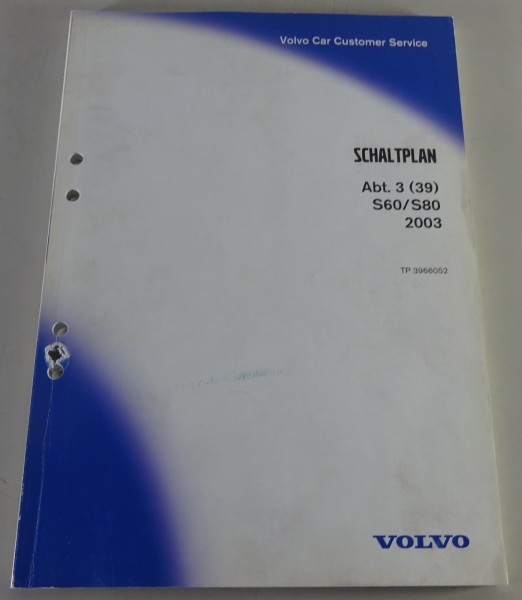 Volvo Car Customer Service
SCHALTPLAN
Abt. 3 (39)
S60/S80
2003
TP 3966052
VOLVO